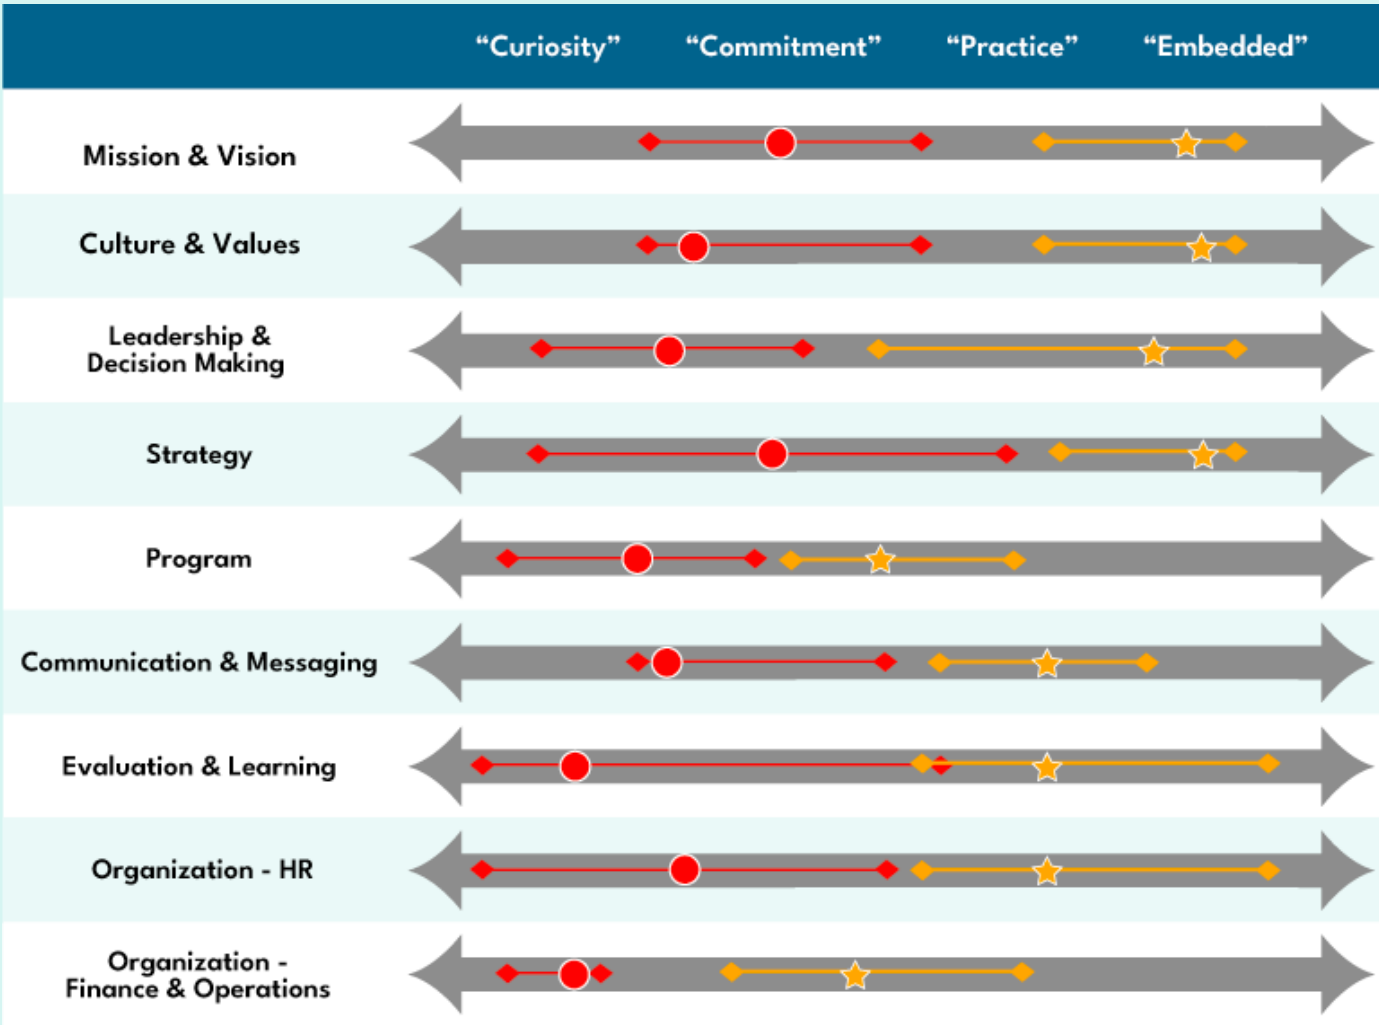 “Curiosity” “Commitment” “Practice” “Embedded”
Mission & Vision
Culture & Values
Leadership &
Decision Making
Strategy
Program
Communication & Messaging
Evaluation & Learning
Organization - HR
Organization -
Finance & Operations